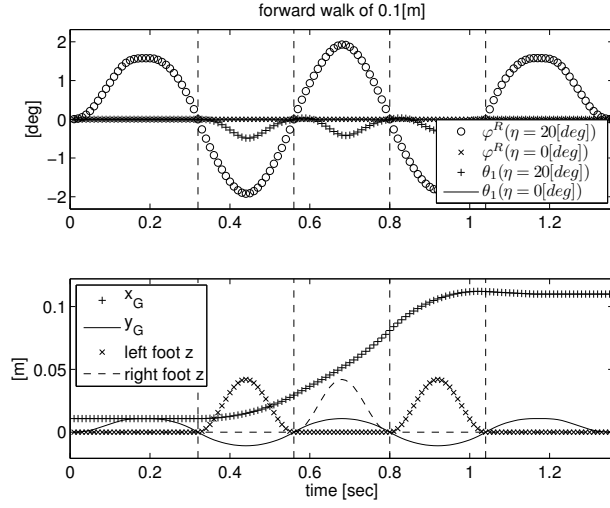 forward walk of 0.1[m]
2
1
0
-1
-2
[deg]
φ^R(η = 20[deg])
φ^R(η = 0[deg])
θ_1(η = 20[deg])
θ_1(η = 0[deg])
0 0.2 0.4 0.6 0.8 1 1.2
0.1
0.05
0
[m]
x_G
y_G
left foot z
right foot z
0 0.2 0.4 0.6 0.8 1 1.2
time [sec]